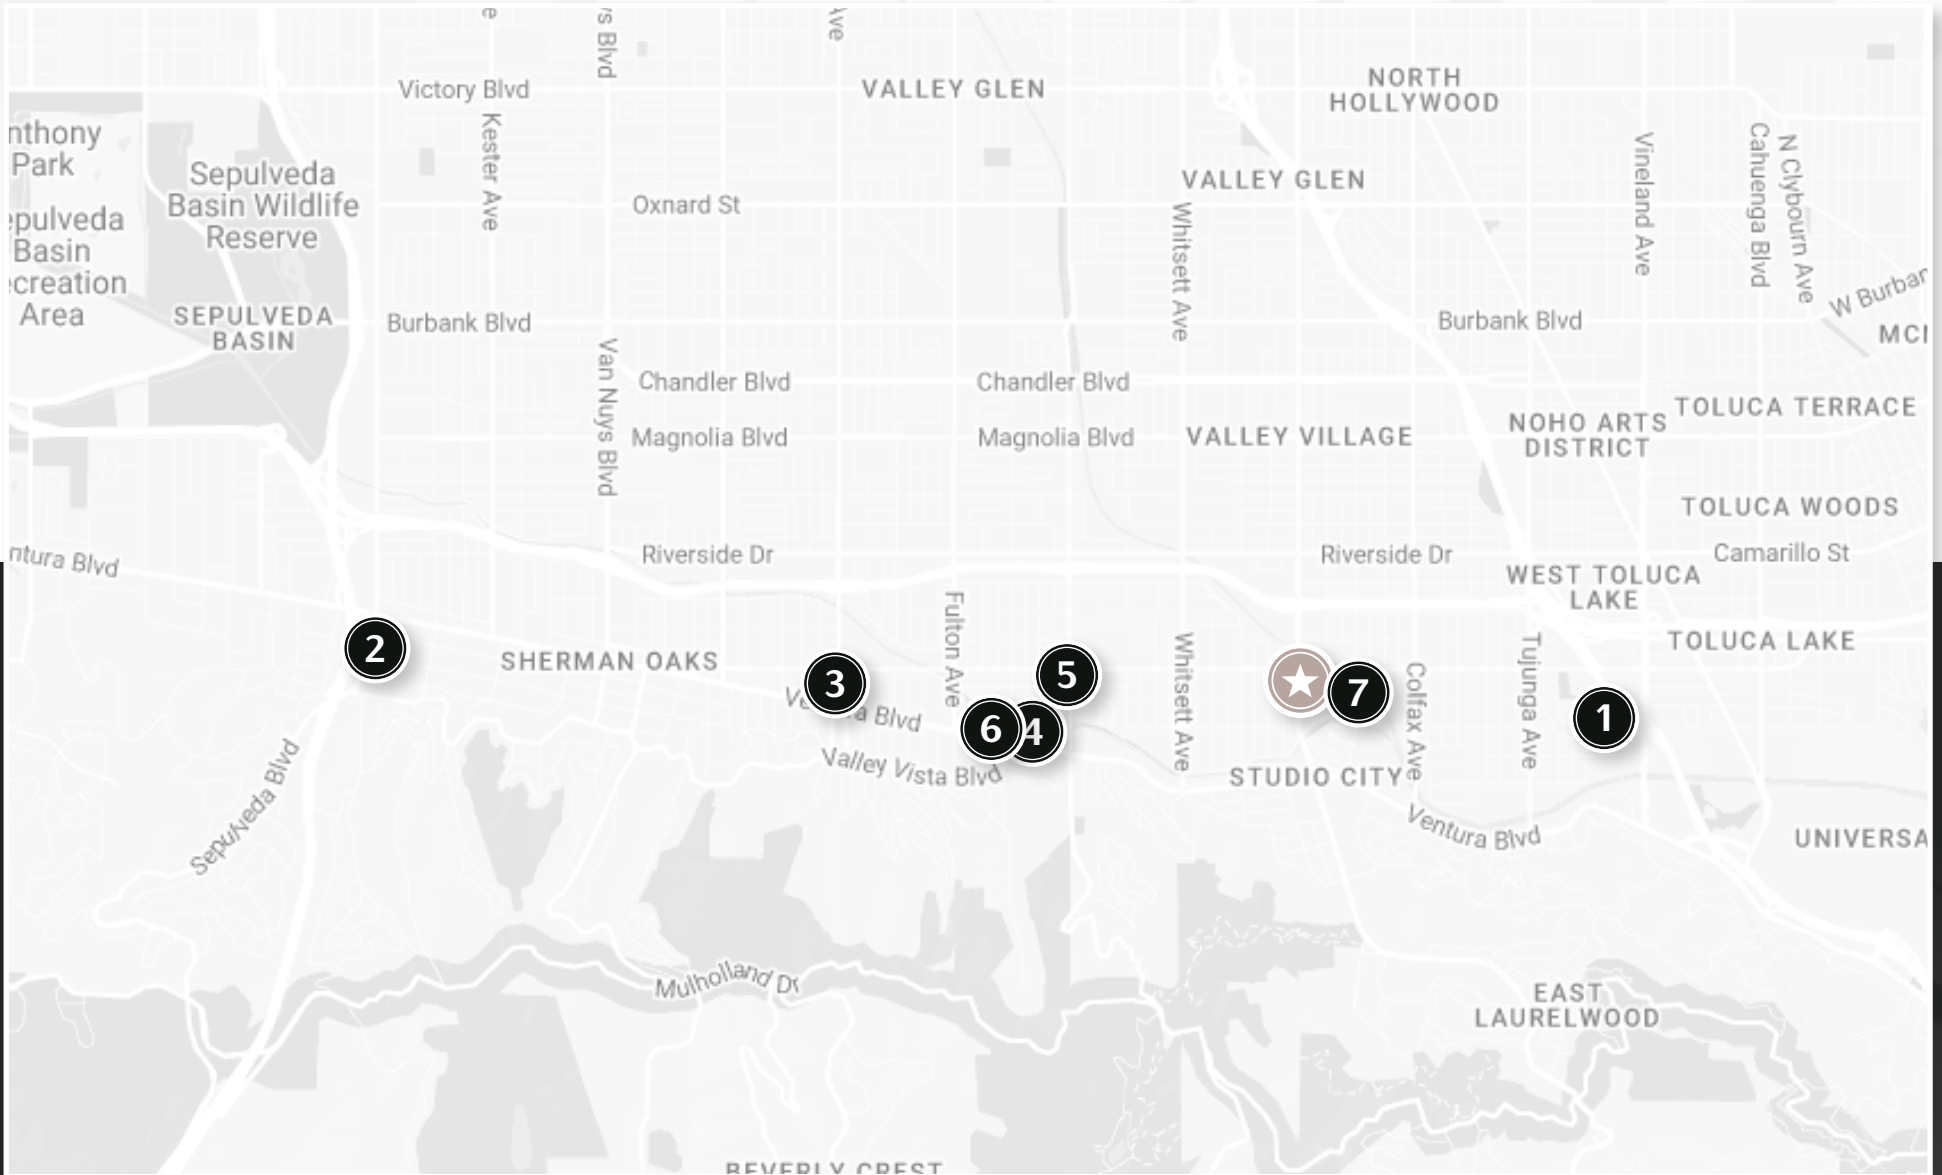 e
s Blvd
Ave
Victory Blvd
VALLEY GLEN
NORTH
HOLLYWOOD
nthony
Park
Kester Ave
Sepulveda
Basin Wildlife
Reserve
VALLEY GLEN
Vineland Ave
Cahuenga Blvd
N Clybourn Ave
epulveda
Basin
ecreation
Area
Oxnard St
Whitsett Ave
W Burban
SEPULVEDA
BASIN
Burbank Blvd
Burbank Blvd
MC
Van Nuys Blvd
Chandler Blvd
Chandler Blvd
TOLUCA TERRACE
Magnolia Blvd
Magnolia Blvd
VALLEY VILLAGE
NOHO ARTS
DISTRICT
TOLUCA WOODS
ntura Blvd
Riverside Dr
Riverside Dr
Camarillo St
WEST TOLUCA
LAKE
Fulton Ave
2
SHERMAN OAKS
3
5
Whitsett Ave
7
Colfax Ave
Tujunga Ave
TOLUCA LAKE
1
Ve a Blvd
6
4
Valley Vista Blvd
STUDIO CITY
Sepulveda Blvd
Ventura Blvd
UNIVERSA
Mulholland Dr
EAST
LAURELWOOD
BEVERLY CREST